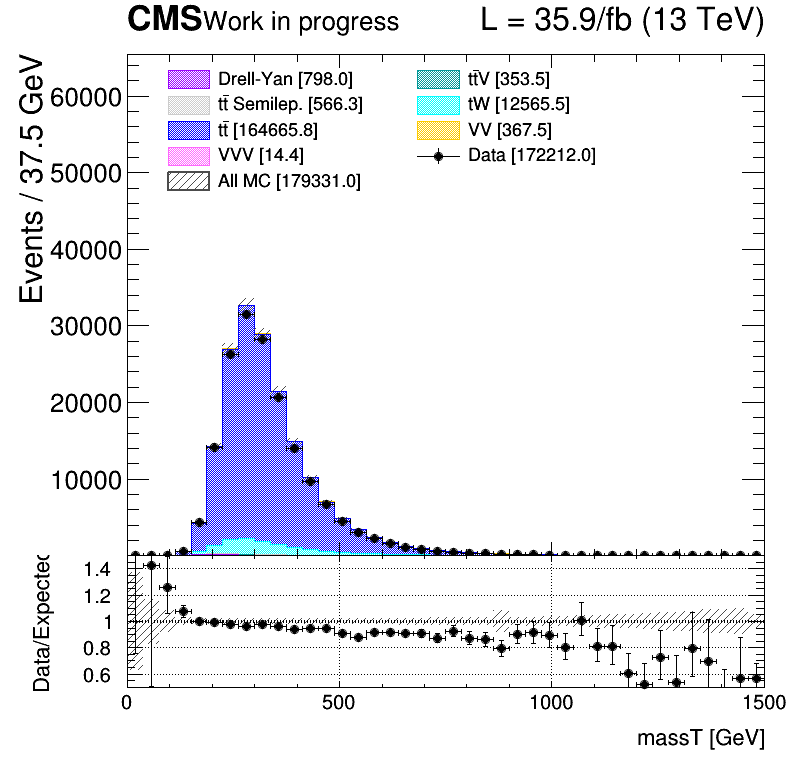 CMS Work in progress L = 35.9/fb (13 TeV)
Events / 37.5 GeV
60000
50000
40000
30000
20000
10000
Drell-Yan [798.0]
tt̄ Semilep. [566.3]
tt̄ [164665.8]
VVV [14.4]
All MC [179331.0]
tt̄V [353.5]
tW [12565.5]
VV [367.5]
Data [172212.0]
Data/Expected
1.4
1.2
1
0.8
0.6
0 500 1000 1500
massT [GeV]